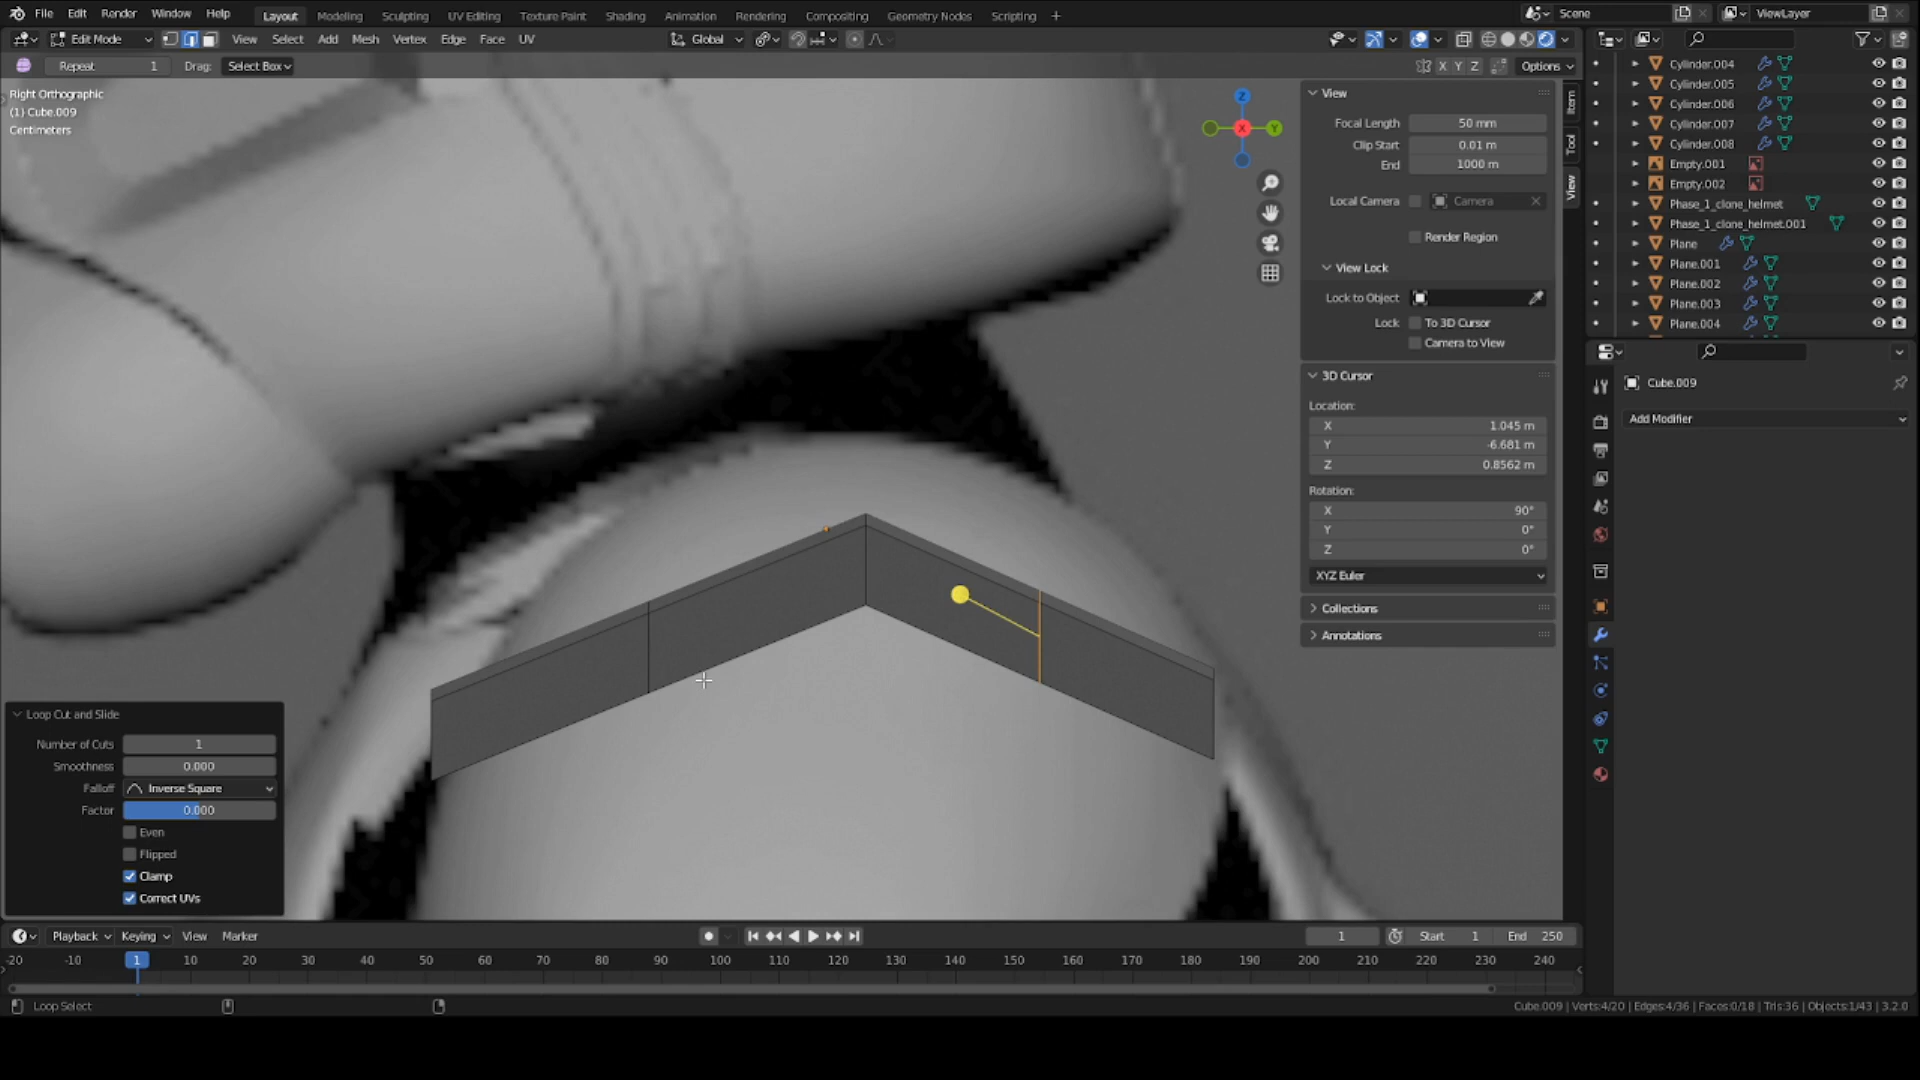 File Edit Render Window Help Layout Modeling Sculpting UV Editing Texture Paint Shading Animation Rendering Compositing Geometry Nodes Scripting + Scene ViewLayer
Edit Mode View Select Add Mesh Vertex Edge Face UV Global
Repeat 1 Drag: Select Box X Y Z Options
Right Orthographic
(1) Cube.009
Centimeters
Z
X
Y
View
Focal Length 50 mm
Clip Start 0.01 m
End 1000 m
Local Camera Camera
Render Region
View Lock
Lock to Object
Lock To 3D Cursor
Camera to View
3D Cursor
Location:
X 1.045 m
Y -6.681 m
Z 0.8562 m
Rotation:
X 90°
Y 0°
Z 0°
XYZ Euler
Collections
Annotations
Item
Tool
View
Cylinder.004
Cylinder.005
Cylinder.006
Cylinder.007
Cylinder.008
Empty.001
Empty.002
Phase_1_clone_helmet
Phase_1_clone_helmet.001
Plane
Plane.001
Plane.002
Plane.003
Plane.004
Cube.009
Add Modifier
Loop Cut and Slide
Number of Cuts 1
Smoothness 0.000
Falloff Inverse Square
Factor 0.000
Even
Flipped
Clamp
Correct UVs
Playback Keying View Marker 1 Start 1 End 250
-20 -10 1 10 20 30 40 50 60 70 80 90 100 110 120 130 140 150 160 170 180 190 200 210 220 230 240
Loop Select Cube.009 | Verts:4/20 | Edges:4/36 | Faces:0/18 | Tris:36 | Objects:1/43 | 3.2.0